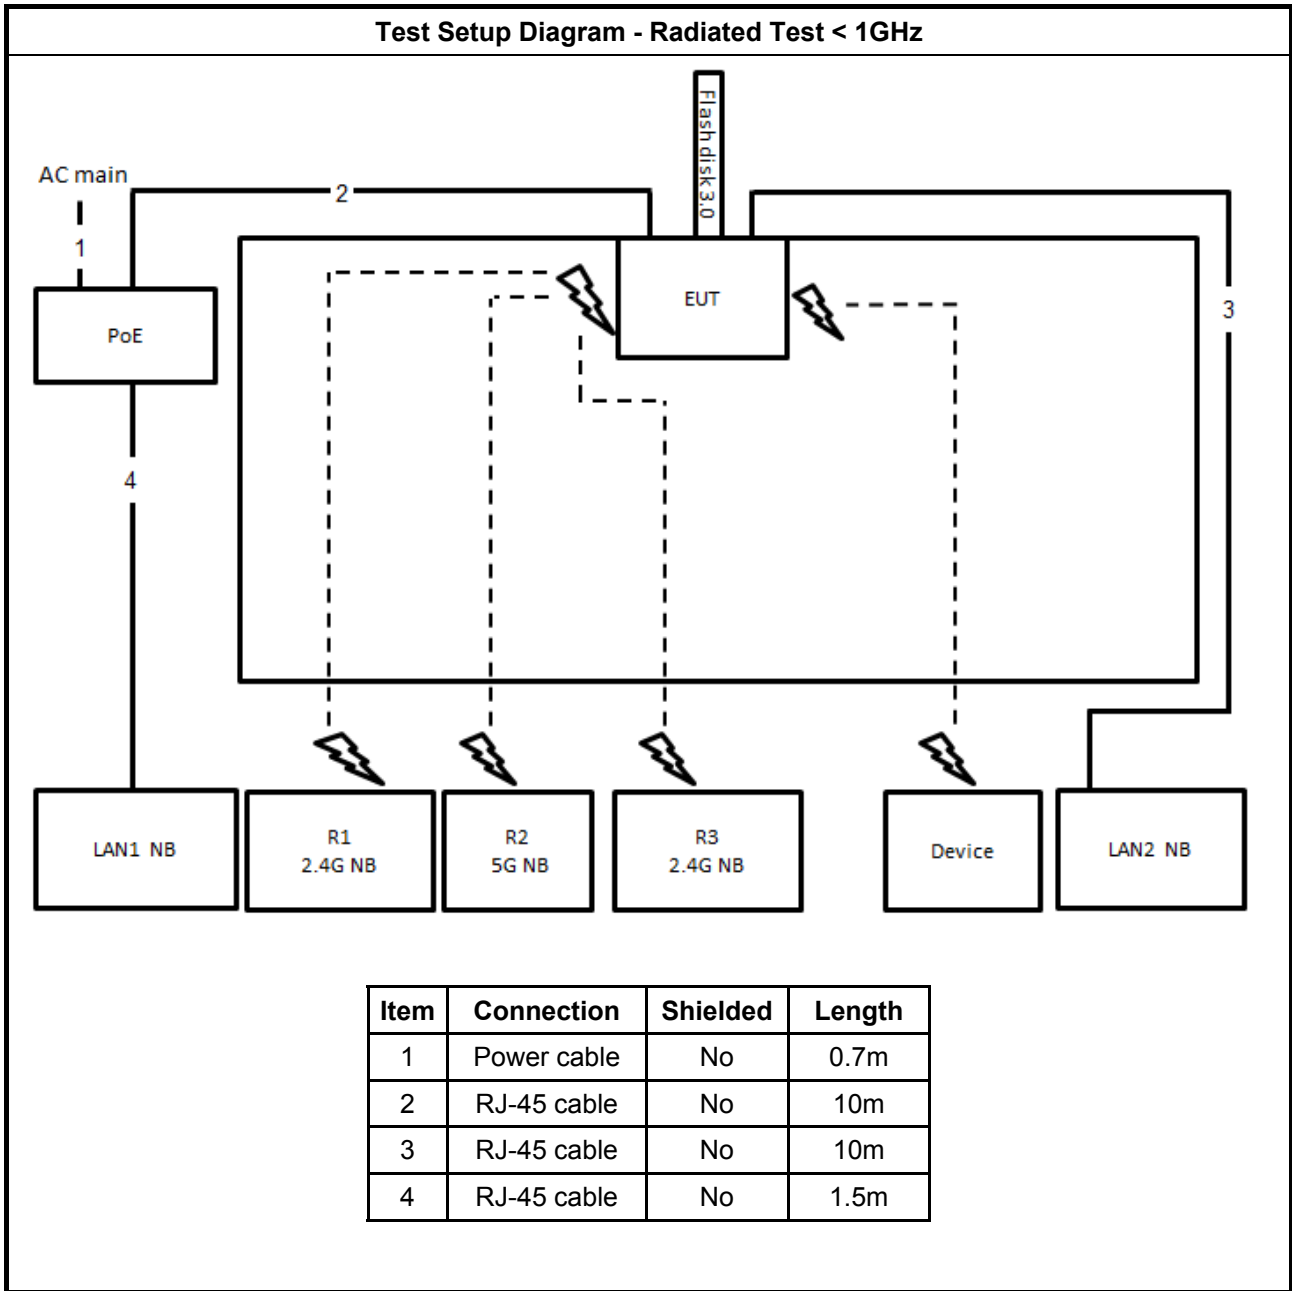 Test Setup Diagram - Radiated Test < 1GHz
Flash disk 3.0
AC main
2
1
EUT
3
PoE
4
LAN1 NB
R1
2.4G NB
R2
5G NB
R3
2.4G NB
Device
LAN2 NB
Item Connection Shielded Length
1 Power cable No 0.7m
2 RJ-45 cable No 10m
3 RJ-45 cable No 10m
4 RJ-45 cable No 1.5m